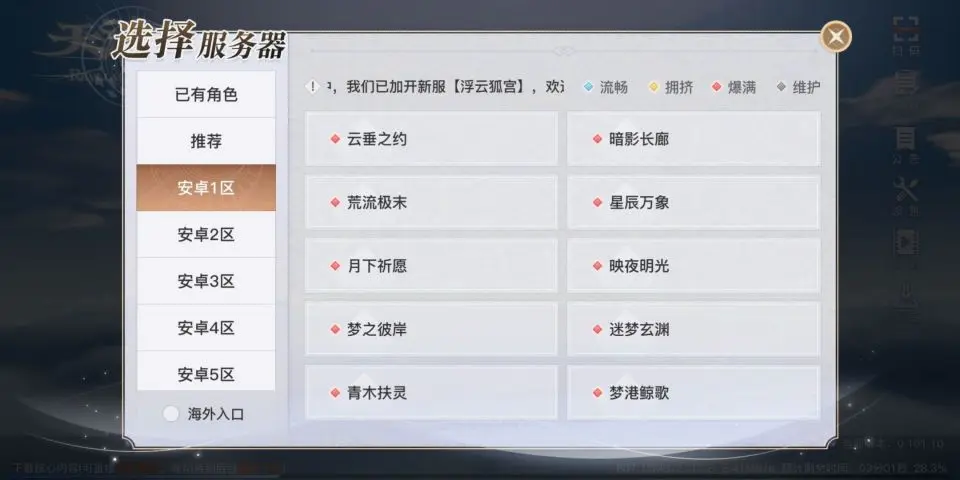 选择服务器
已有角色
推荐
安卓1区
安卓2区
安卓3区
安卓4区
安卓5区
海外入口
，我们已加开新服【浮云狐宫】，欢
流畅 拥挤 爆满 维护
云垂之约 暗影长廊
荒流极末 星辰万象
月下祈愿 映夜明光
梦之彼岸 迷梦玄渊
青木扶灵 梦港鲸歌